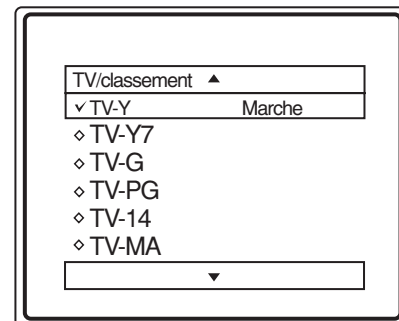 TV/classement ▲
✓ TV-Y Marche
◇ TV-Y7
◇ TV-G
◇ TV-PG
◇ TV-14
◇ TV-MA
▼